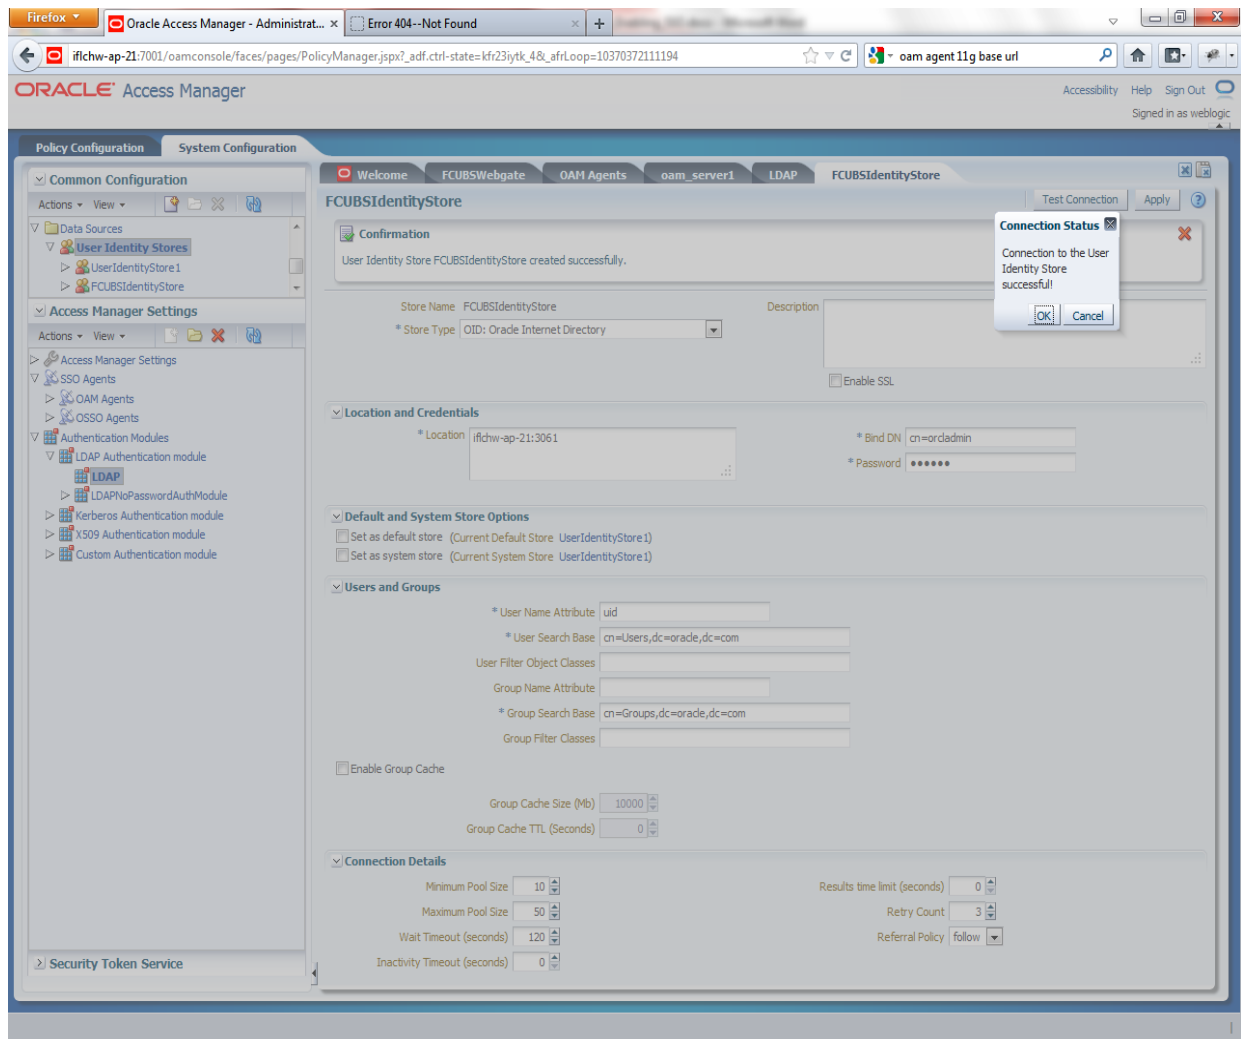 Firefox
Oracle Access Manager - Administrat... ×
Error 404--Not Found ×
+
iflchw-ap-21:7001/oamconsole/faces/pages/PolicyManager.jspx?_adf.ctrl-state=kfr23iytk_4&_afrLoop=10370372111194
oam agent 11g base url
ORACLE Access Manager
Accessibility Help Sign Out
Signed in as weblogic
Policy Configuration System Configuration
Common Configuration
Actions View
Data Sources
User Identity Stores
UserIdentityStore1
FCUBSIdentityStore
Access Manager Settings
Actions View
Access Manager Settings
SSO Agents
OAM Agents
OSSO Agents
Authentication Modules
LDAP Authentication module
LDAP
LDAPNoPasswordAuthModule
Kerberos Authentication module
X509 Authentication module
Custom Authentication module
Security Token Service
Welcome FCUBSWebgate OAM Agents oam_server1 LDAP FCUBSIdentityStore
FCUBSIdentityStore
Test Connection Apply
Confirmation
User Identity Store FCUBSIdentityStore created successfully.
Connection Status
Connection to the User
Identity Store
successful!
OK Cancel
Store Name FCUBSIdentityStore
Description
* Store Type OID: Oracle Internet Directory
Enable SSL
Location and Credentials
* Location iflchw-ap-21:3061
* Bind DN cn=orcladmin
* Password ●●●●●●
Default and System Store Options
Set as default store (Current Default Store UserIdentityStore1)
Set as system store (Current System Store UserIdentityStore1)
Users and Groups
* User Name Attribute uid
* User Search Base cn=Users,dc=oracle,dc=com
User Filter Object Classes
Group Name Attribute
* Group Search Base cn=Groups,dc=oracle,dc=com
Group Filter Classes
Enable Group Cache
Group Cache Size (Mb) 10000
Group Cache TTL (Seconds) 0
Connection Details
Minimum Pool Size 10
Results time limit (seconds) 0
Maximum Pool Size 50
Retry Count 3
Wait Timeout (seconds) 120
Referral Policy follow
Inactivity Timeout (seconds) 0